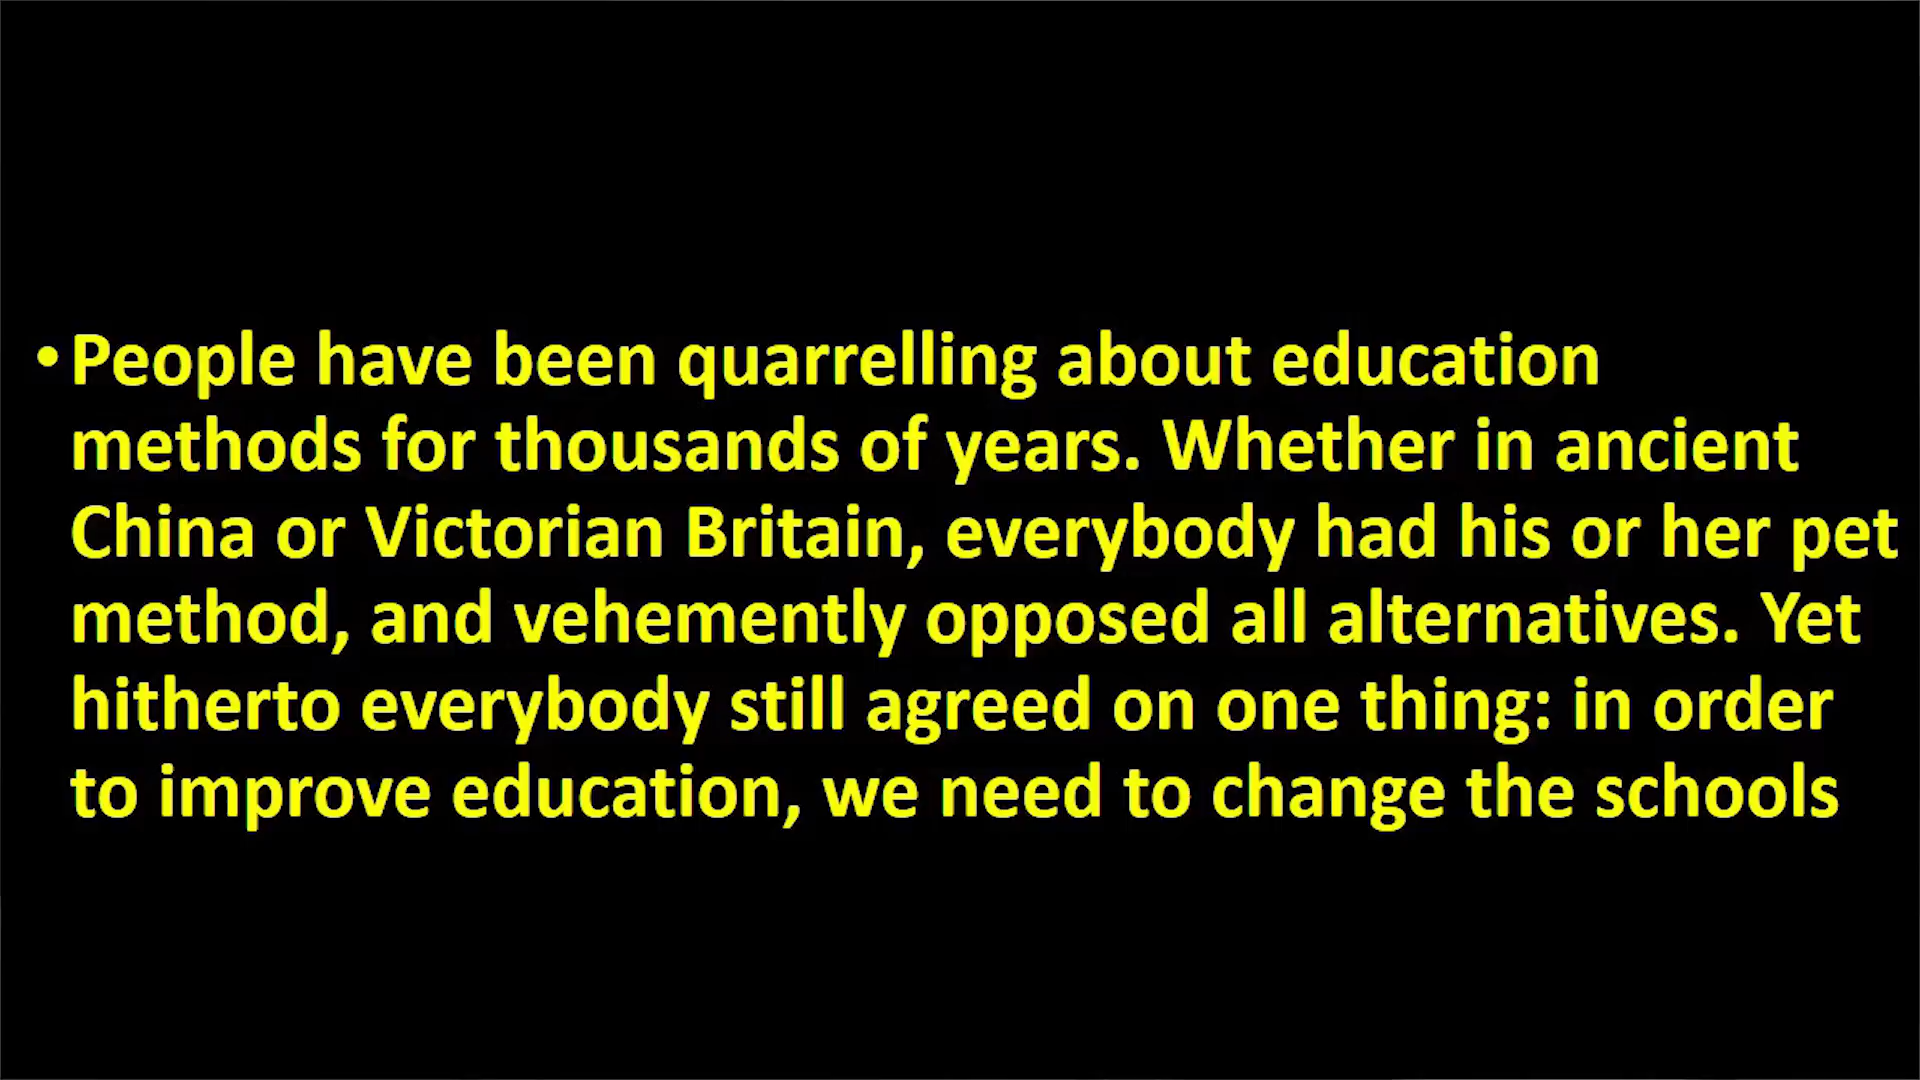 •People have been quarrelling about education
methods for thousands of years. Whether in ancient
China or Victorian Britain, everybody had his or her pet
method, and vehemently opposed all alternatives. Yet
hitherto everybody still agreed on one thing: in order
to improve education, we need to change the schools